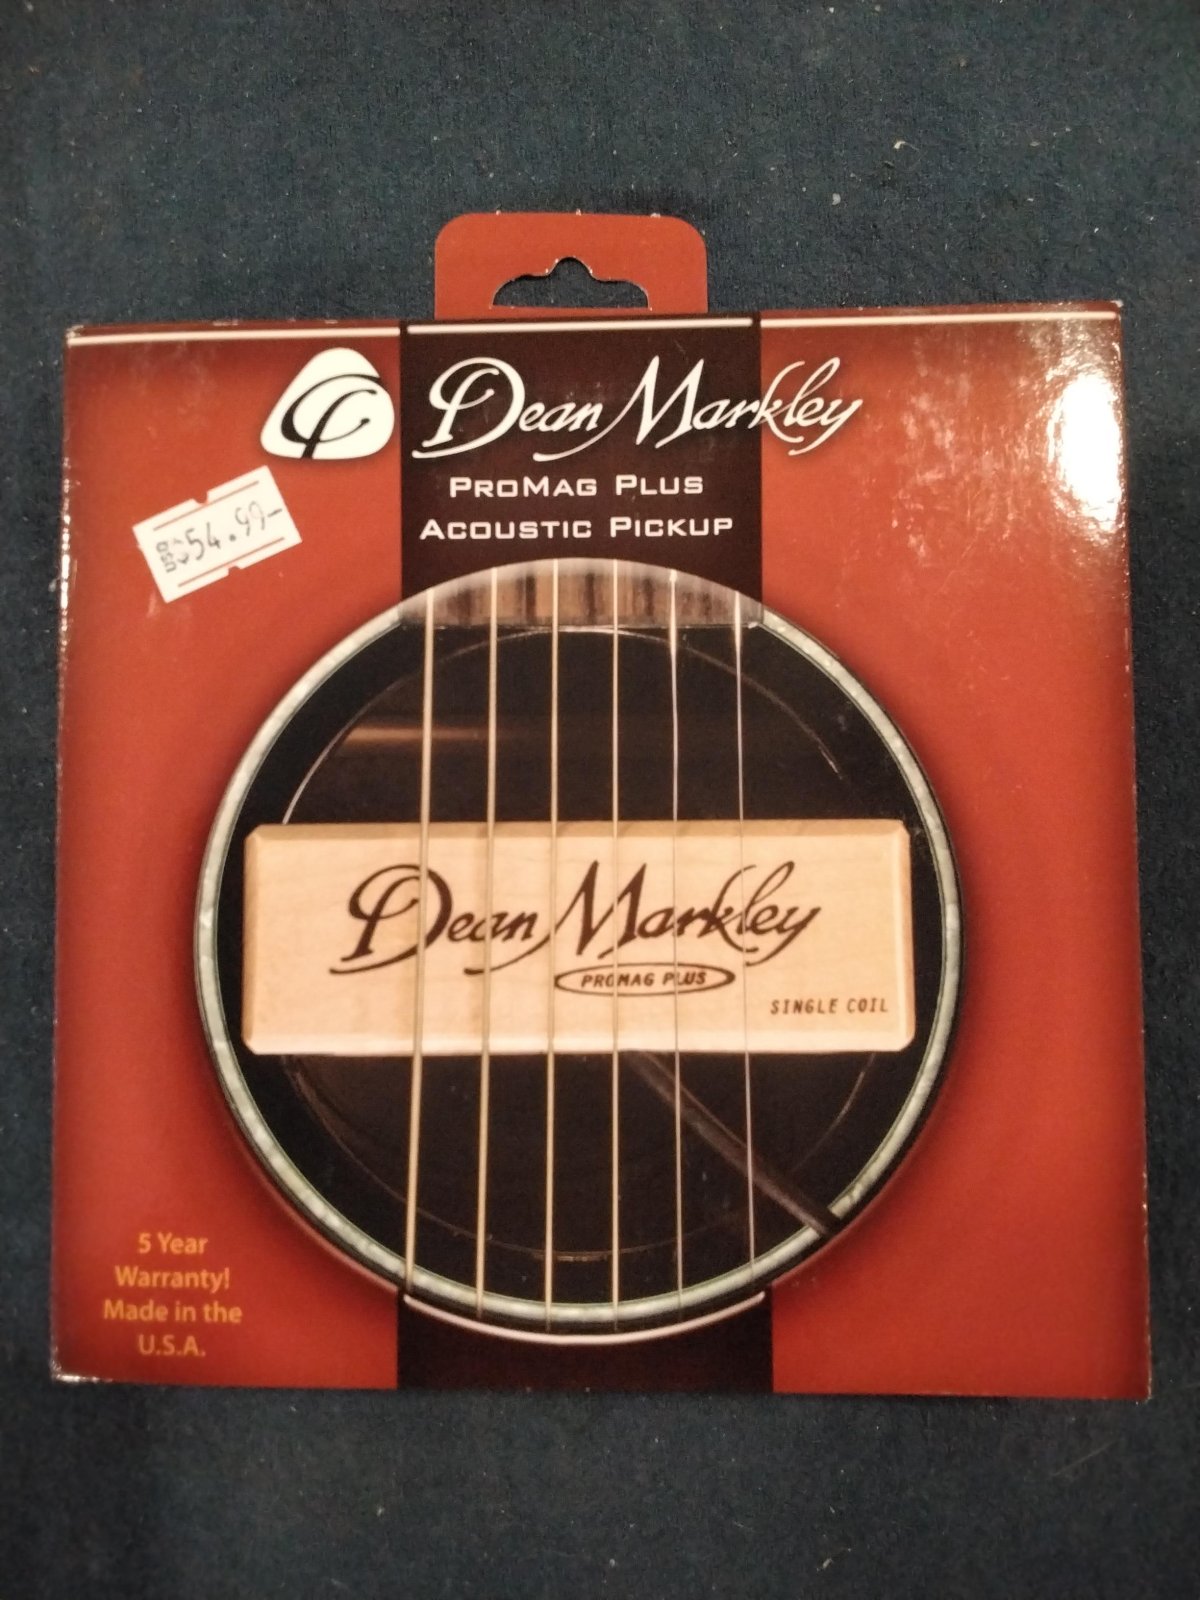 Dean Markley
PROMAG PLUS
ACOUSTIC PICKUP
54.99-
Dean Markley
PROMAG PLUS
SINGLE COIL
5 Year
Warranty!
Made in the
U.S.A.